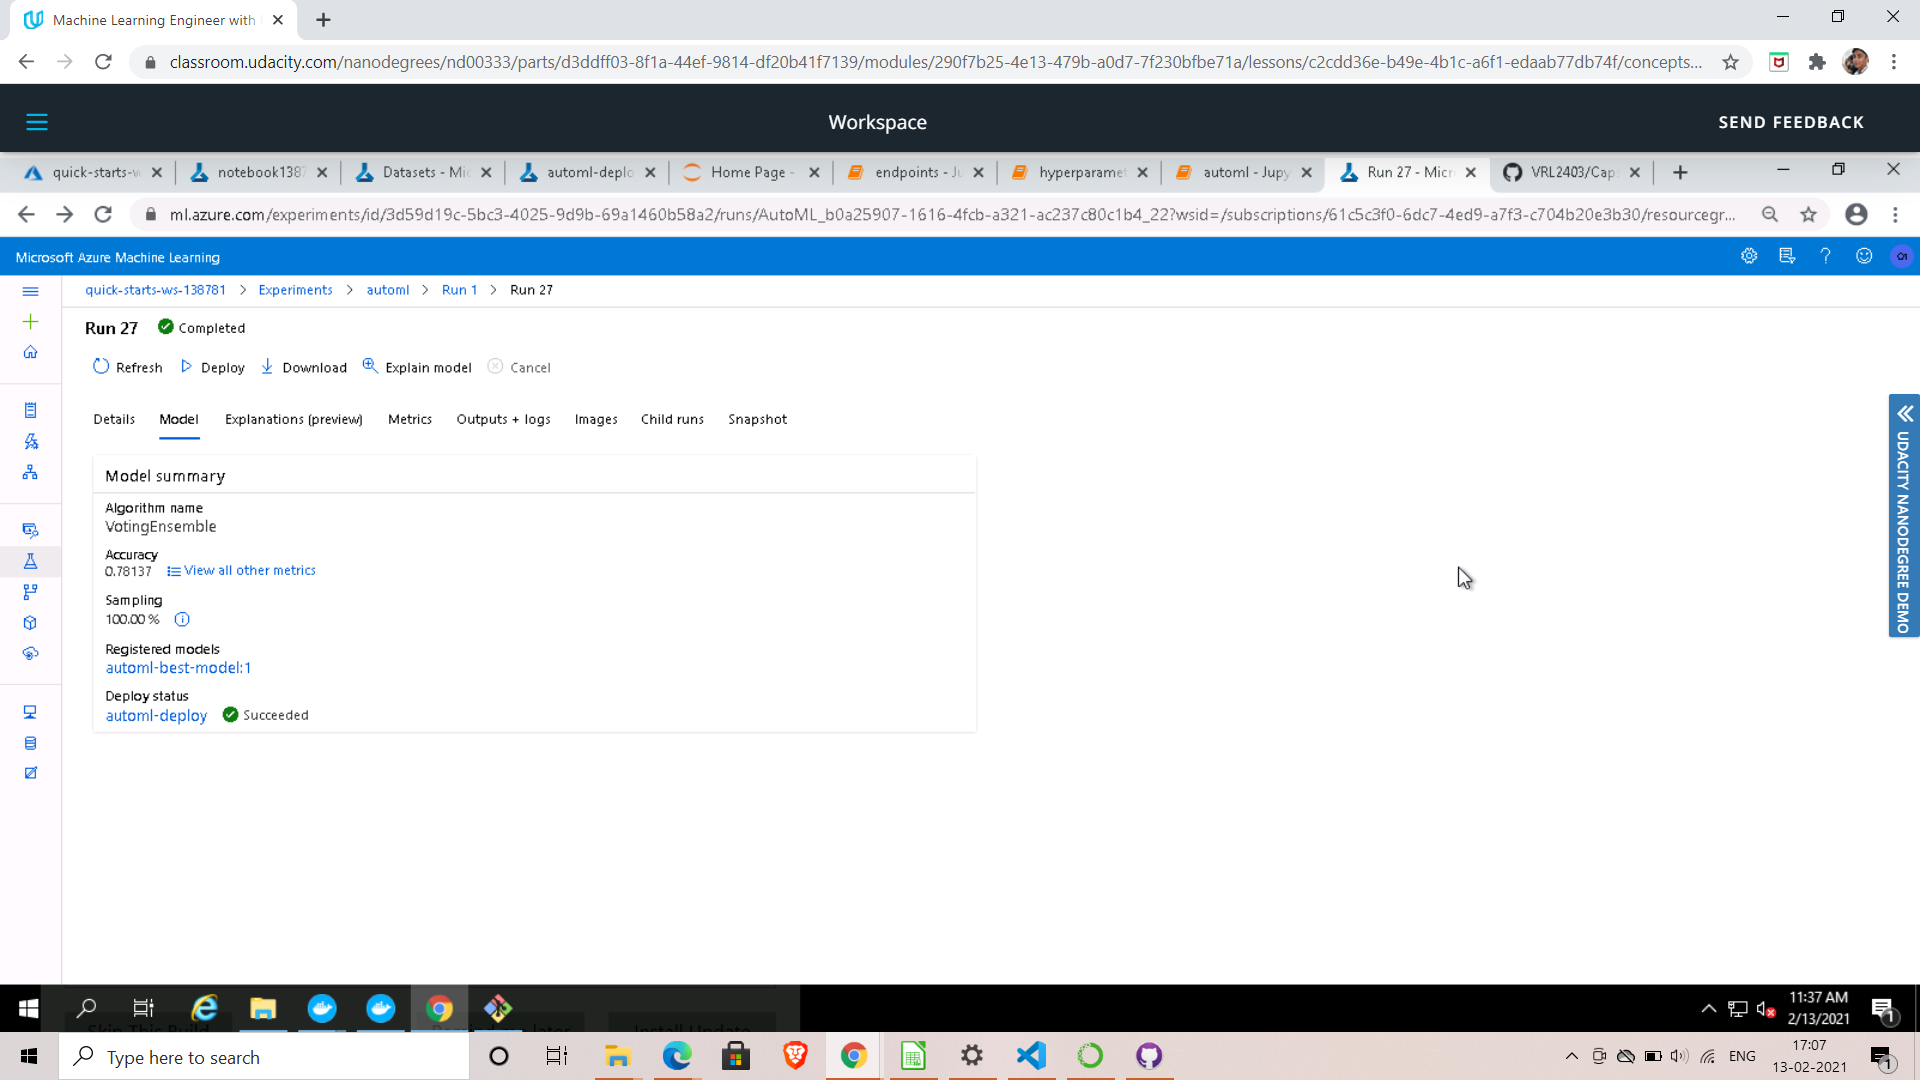 Machine Learning Engineer with
classroom.udacity.com/nanodegrees/nd00333/parts/d3ddff03-8f1a-44ef-9814-df20b41f7139/modules/290f7b25-4e13-479b-a0d7-7f230bfbe71a/lessons/c2cdd36e-b49e-4b1c-a6f1-edaab77db74f/concepts...
Workspace
SEND FEEDBACK
quick-starts-w
notebook1387
Datasets - Mic
automl-deplo
Home Page -
endpoints - Ju
hyperparamet
automl - Jupy
Run 27 - Micr
VRL2403/Cap
ml.azure.com/experiments/id/3d59d19c-5bc3-4025-9d9b-69a1460b58a2/runs/AutoML_b0a25907-1616-4fcb-a321-ac237c80c1b4_22?wsid=/subscriptions/61c5c3f0-6dc7-4ed9-a7f3-c704b20e3b30/resourcegr...
Microsoft Azure Machine Learning
quick-starts-ws-138781 > Experiments > automl > Run 1 > Run 27
Run 27 Completed
Refresh Deploy Download Explain model Cancel
Details Model Explanations (preview) Metrics Outputs + logs Images Child runs Snapshot
Model summary
Algorithm name
VotingEnsemble
Accuracy
0.78137 View all other metrics
Sampling
100.00 %
Registered models
automl-best-model:1
Deploy status
automl-deploy Succeeded
UDACITY NANODEGREE DEMO
11:37 AM
2/13/2021
1
Type here to search
ENG
17:07
13-02-2021
1